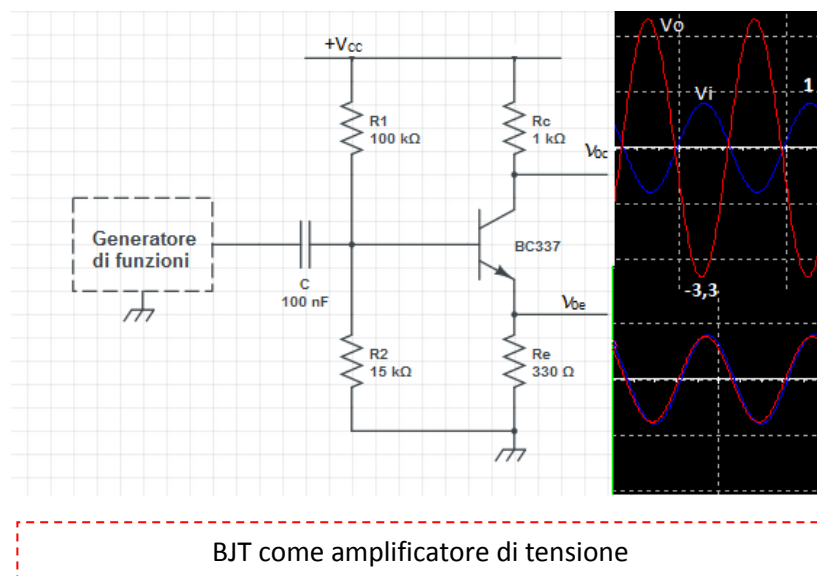 +Vcc
R1
100 kΩ
Rc
1 kΩ
V0c
Generatore
di funzioni
C
100 nF
BC337
V0e
R2
15 kΩ
Re
330 Ω
Vo
Vi
1
-3,3
BJT come amplificatore di tensione